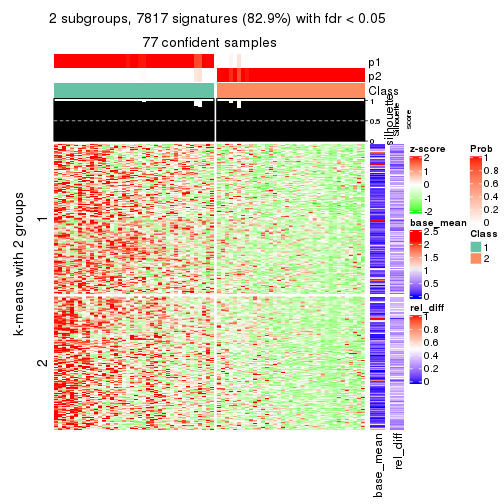 2 subgroups, 7817 signatures (82.9%) with fdr < 0.05
77 confident samples
p1
p2
Class
silhouette
Silhouette
score
1
0.5
0
k-means with 2 groups
1
2
z-score
2
1
0
-1
-2
base_mean
2.5
2
1.5
1
0.5
0
rel_diff
1
0.8
0.6
0.4
0.2
0
Prob
1
0.8
0.6
0.4
0.2
0
Class
1
2
base_mean
rel_diff